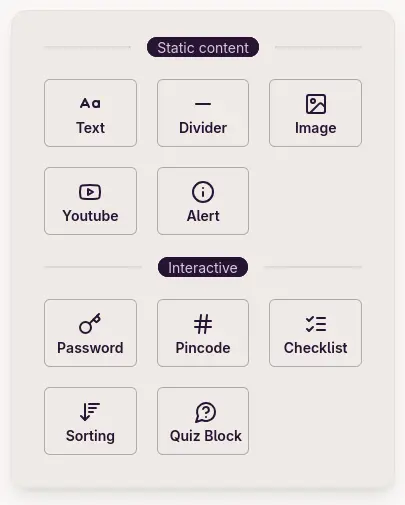 Static content
Aa
Text
Divider
Image
Youtube
Alert
Interactive
Password
#
Pincode
Checklist
Sorting
?
Quiz Block